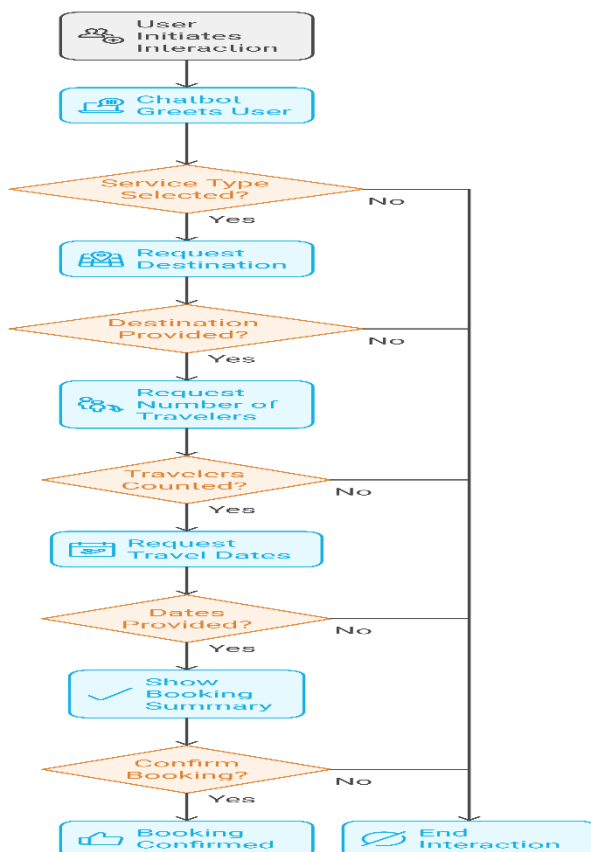 User
Initiates
Interaction
Chatbot
Greets User
Service Type
Selected?
No
Yes
Request
Destination
Destination
Provided?
No
Yes
Request
Number of
Travelers
Travelers
Counted?
No
Yes
Request
Travel Dates
Dates
Provided?
No
Yes
Show
Booking
Summary
Confirm
Booking?
No
Yes
Booking
Confirmed
End
Interaction